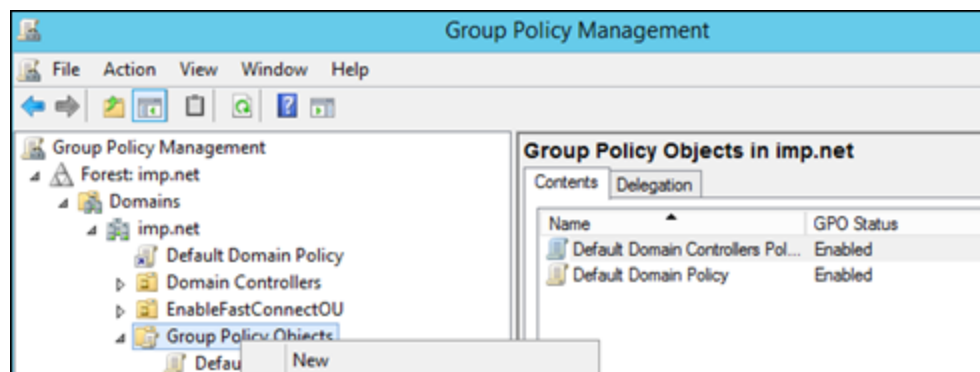 Group Policy Management
File Action View Window Help
Group Policy Management
Forest: imp.net
Domains
imp.net
Default Domain Policy
Domain Controllers
EnableFastConnectOU
Group Policy Objects
Defau
New
Group Policy Objects in imp.net
Contents Delegation
Name GPO Status
Default Domain Controllers Pol... Enabled
Default Domain Policy Enabled